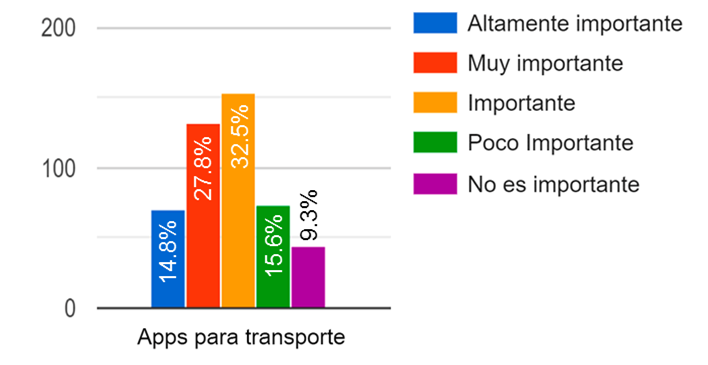 200
100
0
14.8%
27.8%
32.5%
15.6%
9.3%
Apps para transporte
Altamente importante
Muy importante
Importante
Poco Importante
No es importante